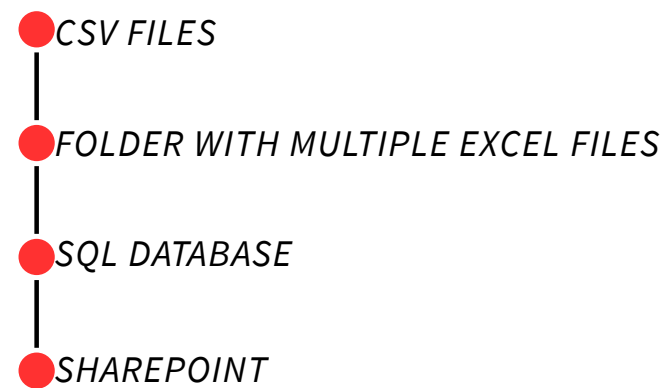 CSV FILES
FOLDER WITH MULTIPLE EXCEL FILES
SQL DATABASE
SHAREPOINT